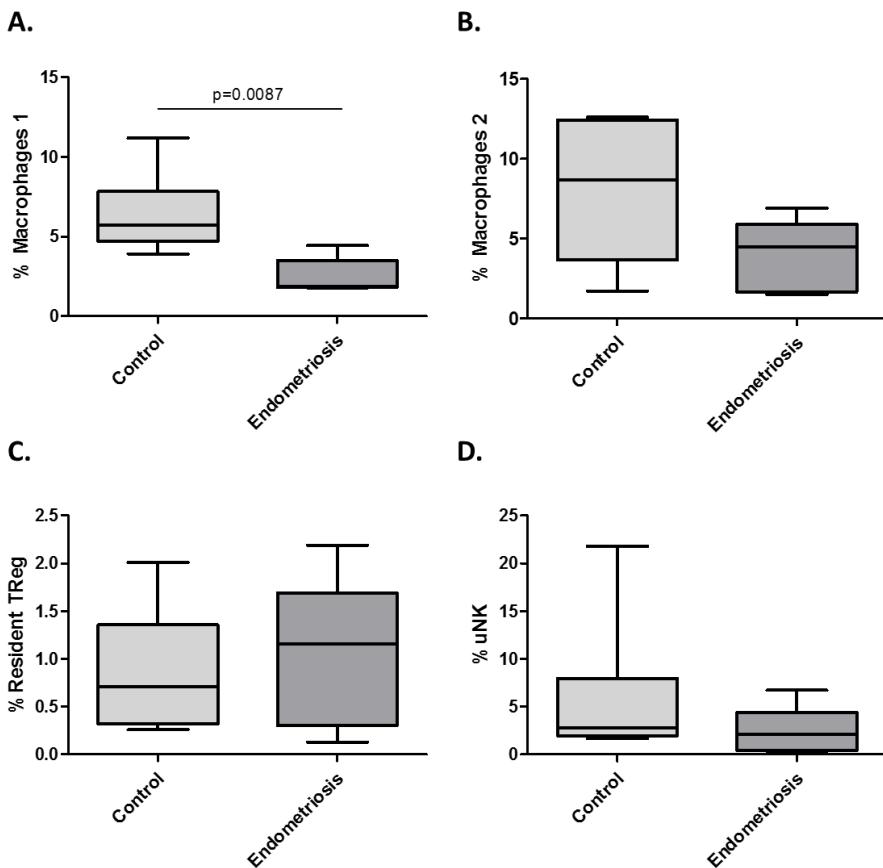 A.
% Macrophages 1
15
10
5
0
p=0.0087
Control
Endometriosis
B.
% Macrophages 2
15
10
5
0
Control
Endometriosis
C.
% Resident TReg
2.5
2.0
1.5
1.0
0.5
0.0
Control
Endometriosis
D.
% uNK
25
20
15
10
5
0
Control
Endometriosis